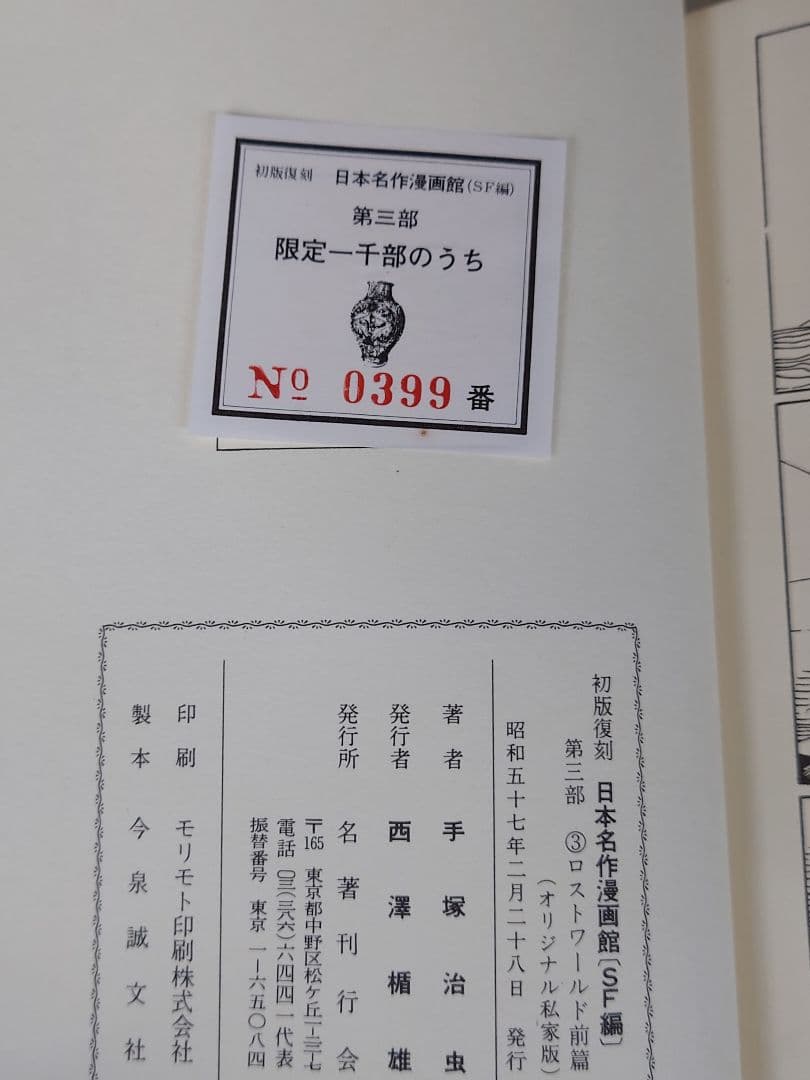 初版復刻　日本名作漫画館(SF編)
第三部
限定一千部のうち
No 0399 番
初版復刻　日本名作漫画館〔SF編〕
第三部　③ロストワールド前篇
(オリジナル私家版)
昭和五十七年二月二十八日　発行
著者　手塚治虫
発行者　西澤楯雄
発行所　名著刊行会
〒165　東京都中野区松ケ丘一ー二三ー七
電話　〇三(三八六)六四四一代表
振替番号　東京　一ー六五〇八四
印刷　モリモト印刷株式会社
製本　今泉誠文社